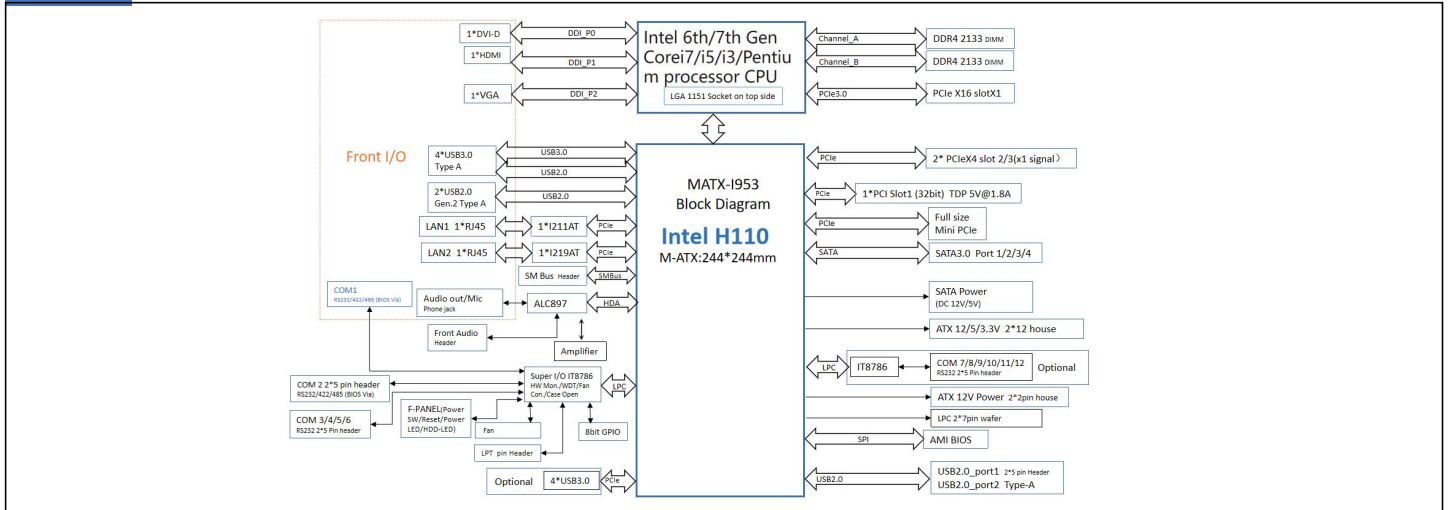 1*DVI-D
DDI_P0
1*HDMI
DDI_P1
1*VGA
DDI_P2
Intel 6th/7th Gen
Corei7/i5/i3/Pentiu
m processor CPU
LGA 1151 Socket on top side
Channel_A
DDR4 2133 DIMM
Channel_B
DDR4 2133 DIMM
PCIe3.0
PCIe X16 slotX1
Front I/O
4*USB3.0
Type A
USB3.0
USB2.0
2*USB2.0
Gen.2 Type A
USB2.0
LAN1 1*RJ45
1*I211AT
PCIe
LAN2 1*RJ45
1*I219AT
PCIe
SM Bus Header
SMBus
COM1
RS232/422/485 (BIOS Via)
Audio out/Mic
Phone jack
ALC897
HDA
Front Audio
Header
Amplifier
MATX-I953
Block Diagram
Intel H110
M-ATX:244*244mm
PCIe
2* PCIeX4 slot 2/3(x1 signal）
PCIe
1*PCI Slot1 (32bit) TDP 5V@1.8A
PCIe
Full size
Mini PCIe
SATA
SATA3.0 Port 1/2/3/4
SATA Power
(DC 12V/5V)
ATX 12/5/3.3V 2*12 house
LPC
IT8786
COM 7/8/9/10/11/12
RS232 2*5 Pin header
Optional
ATX 12V Power 2*2pin house
LPC 2*7pin wafer
SPI
AMI BIOS
USB2.0
USB2.0_port1 2*5 pin Header
USB2.0_port2 Type-A
COM 2 2*5 pin header
RS232/422/485 (BIOS Via)
COM 3/4/5/6
RS232 2*5 Pin header
Super I/O IT8786
HW Mon./WDT/Fan
Con./Case Open
LPC
F-PANEL(Power
SW/Reset/Power
LED/HDD-LED)
Fan
8bit GPIO
LPT pin Header
Optional
4*USB3.0
PCIe